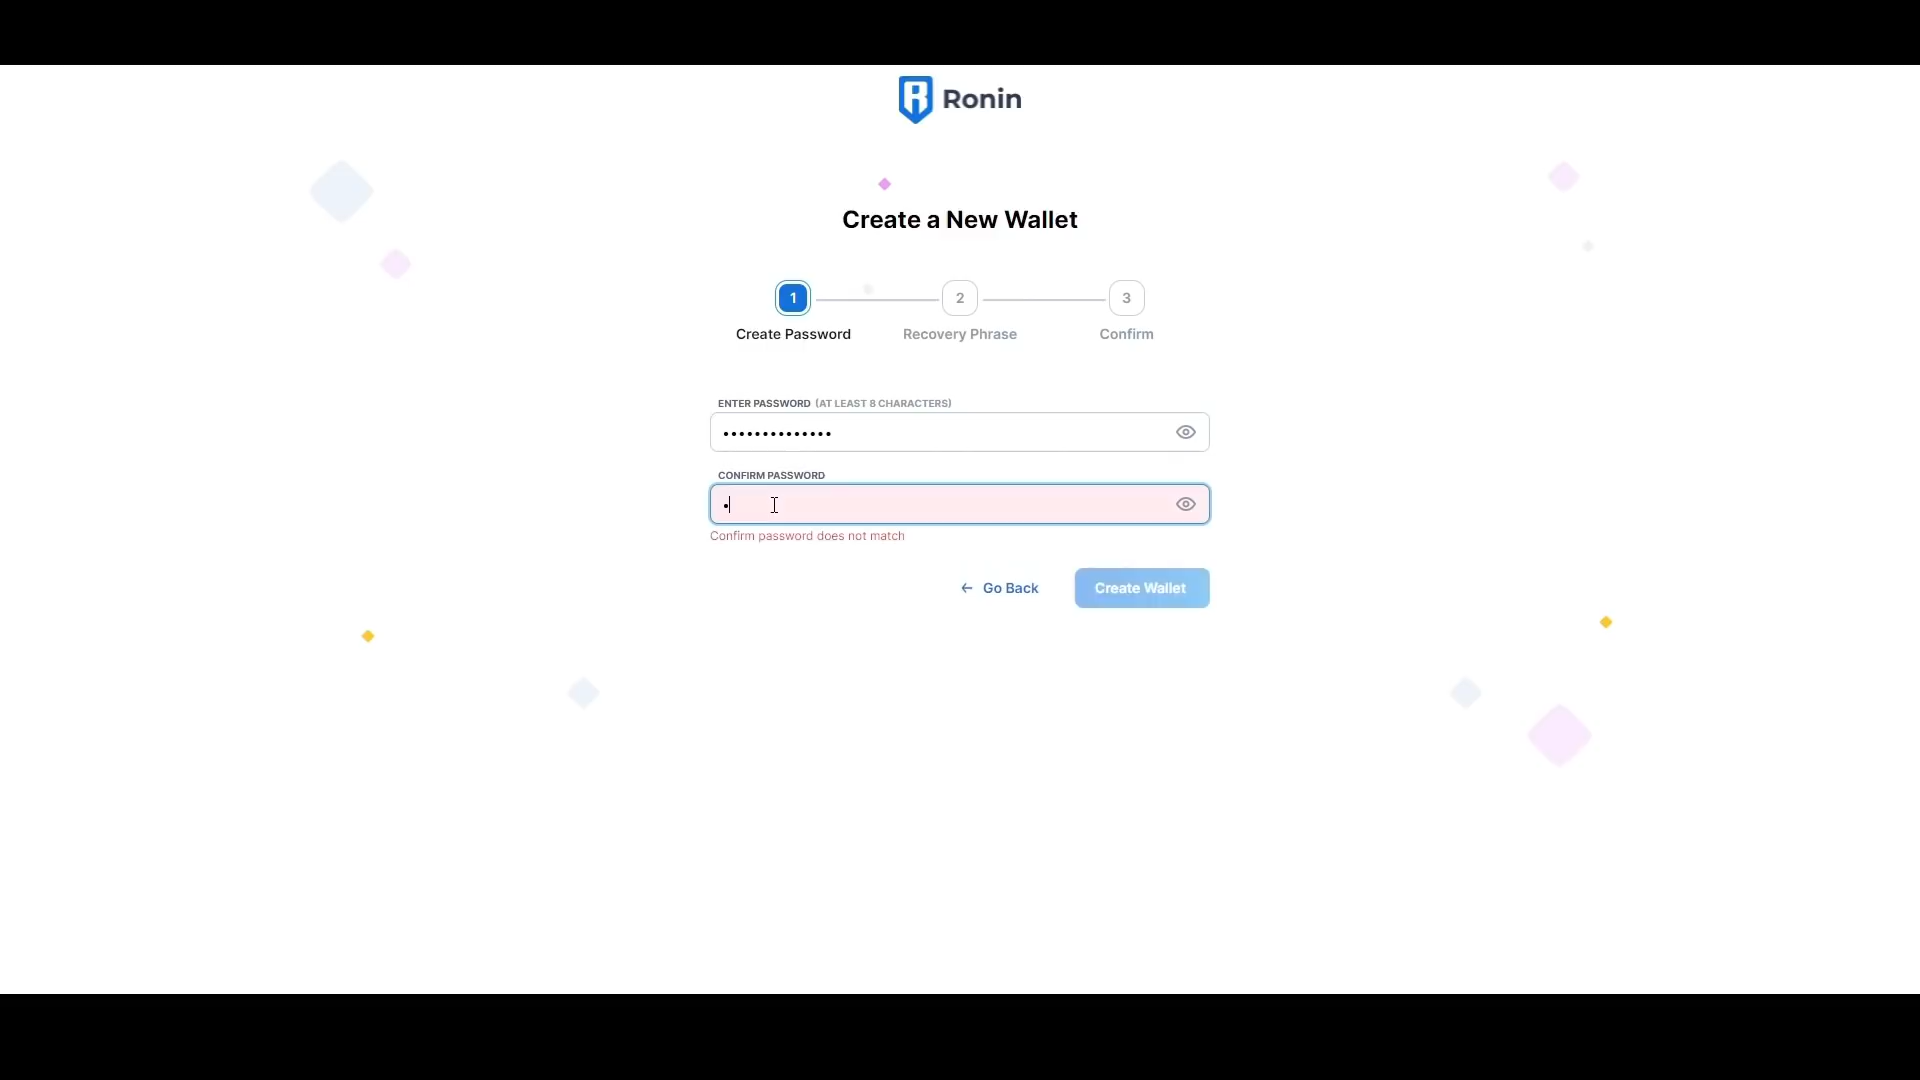 Ronin
Create a New Wallet
1 2 3
Create Password Recovery Phrase Confirm
ENTER PASSWORD (AT LEAST 8 CHARACTERS)
••••••••••••••
CONFIRM PASSWORD
•
Confirm password does not match
← Go Back Create Wallet